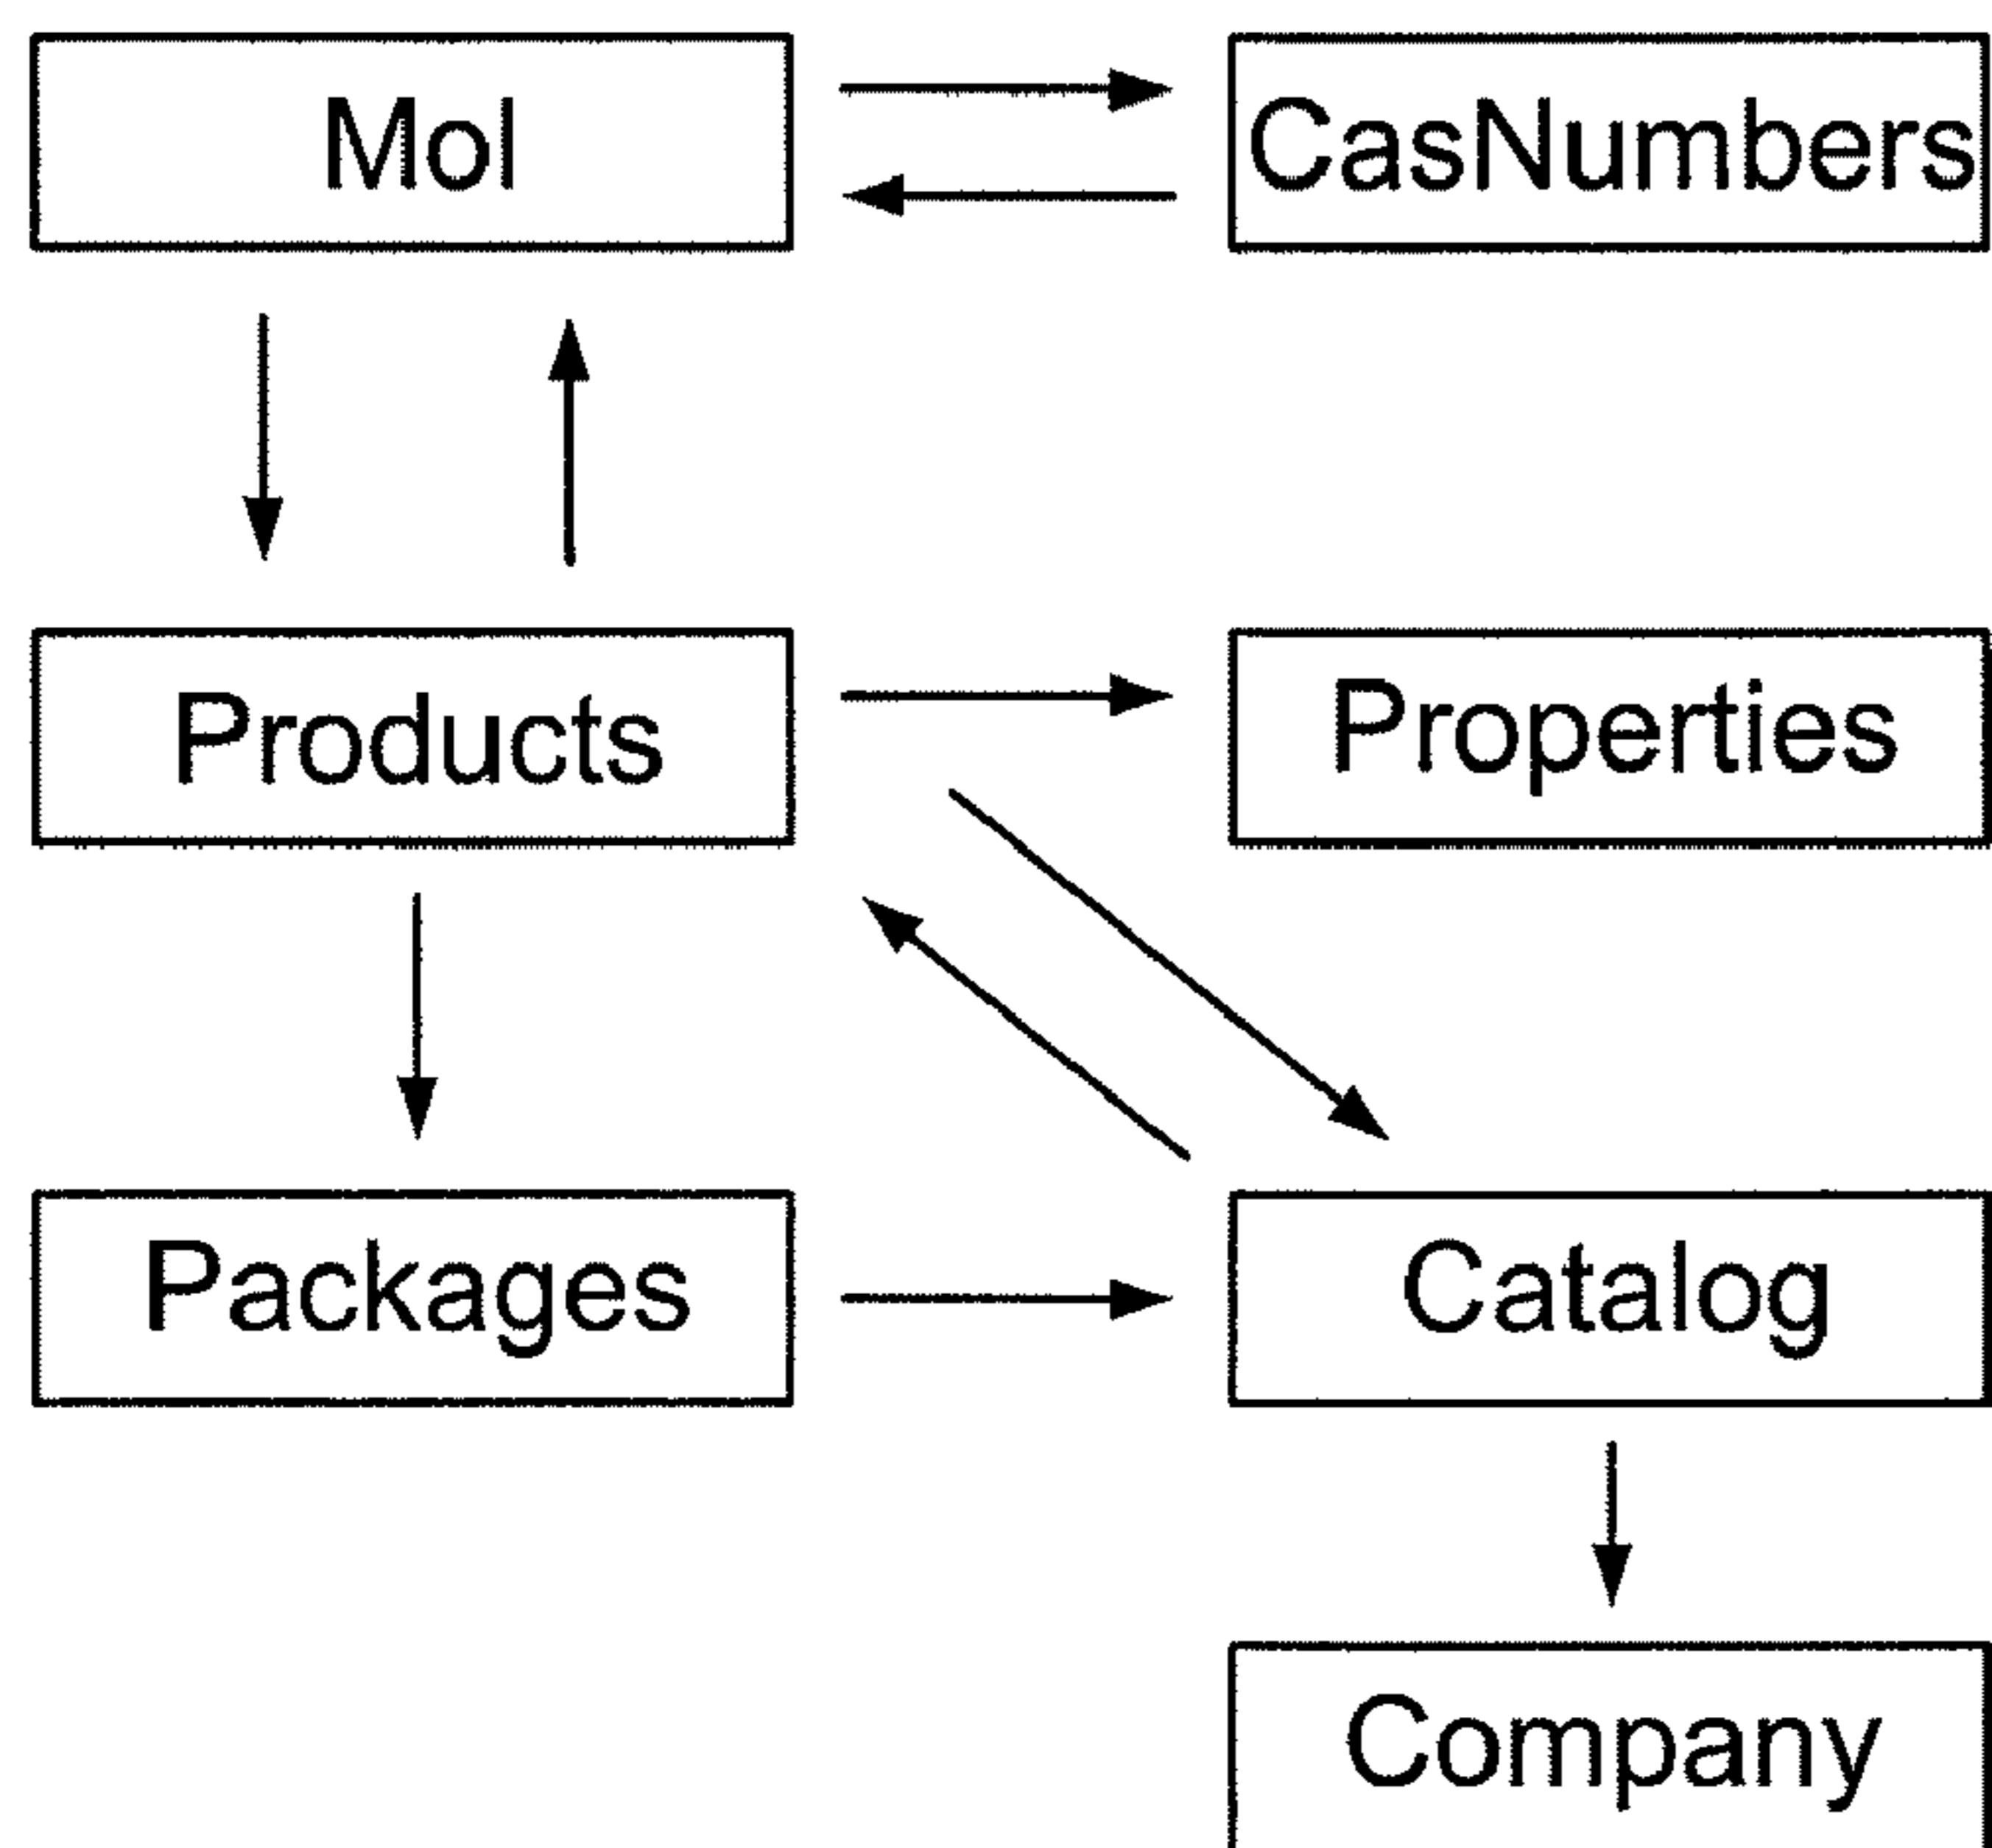 Mol
CasNumbers
Products
Properties
Packages
Catalog
Company